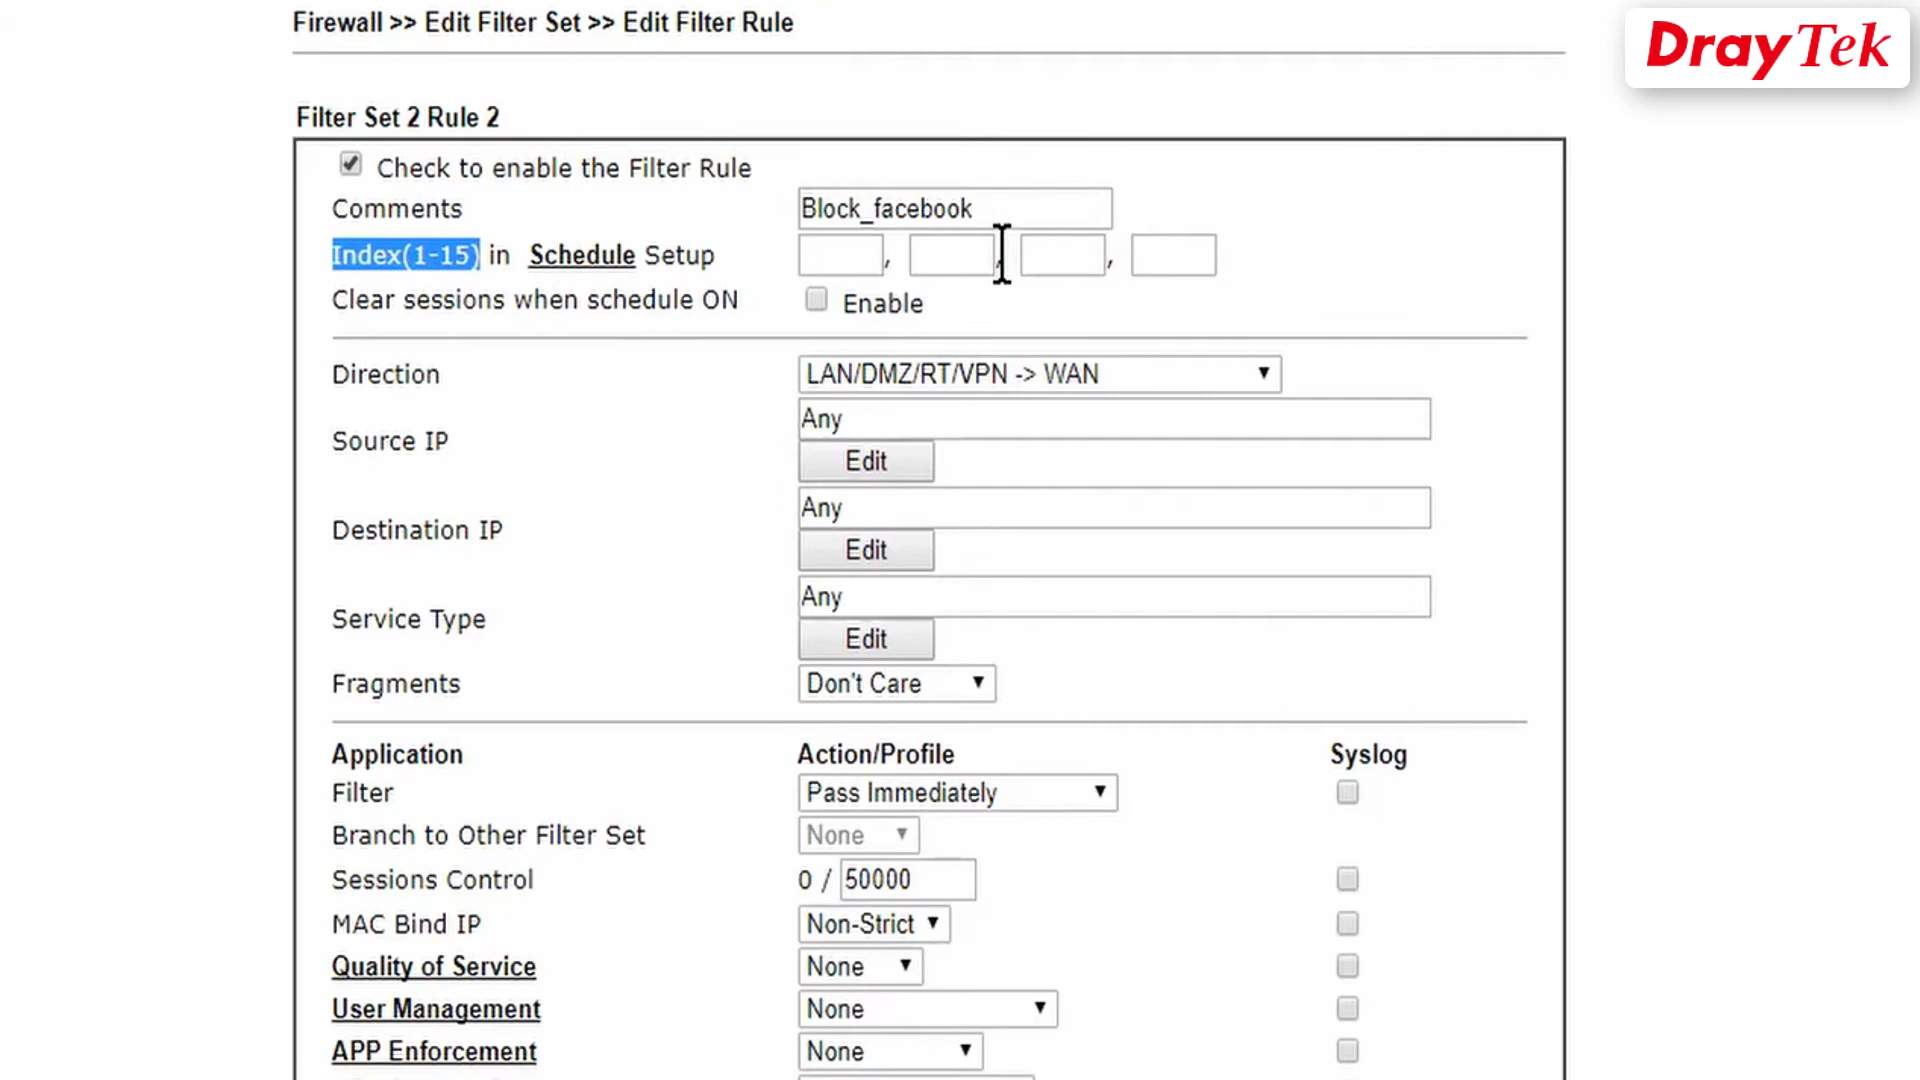 Firewall >> Edit Filter Set >> Edit Filter Rule
DrayTek
Filter Set 2 Rule 2
Check to enable the Filter Rule
Comments Block_facebook
Index(1-15) in Schedule Setup , , ,
Clear sessions when schedule ON Enable
Direction LAN/DMZ/RT/VPN -> WAN
Any
Source IP
Edit
Any
Destination IP
Edit
Any
Service Type
Edit
Fragments Don't Care
Application Action/Profile Syslog
Filter Pass Immediately
Branch to Other Filter Set None
Sessions Control 0 / 50000
MAC Bind IP Non-Strict
Quality of Service None
User Management None
APP Enforcement None